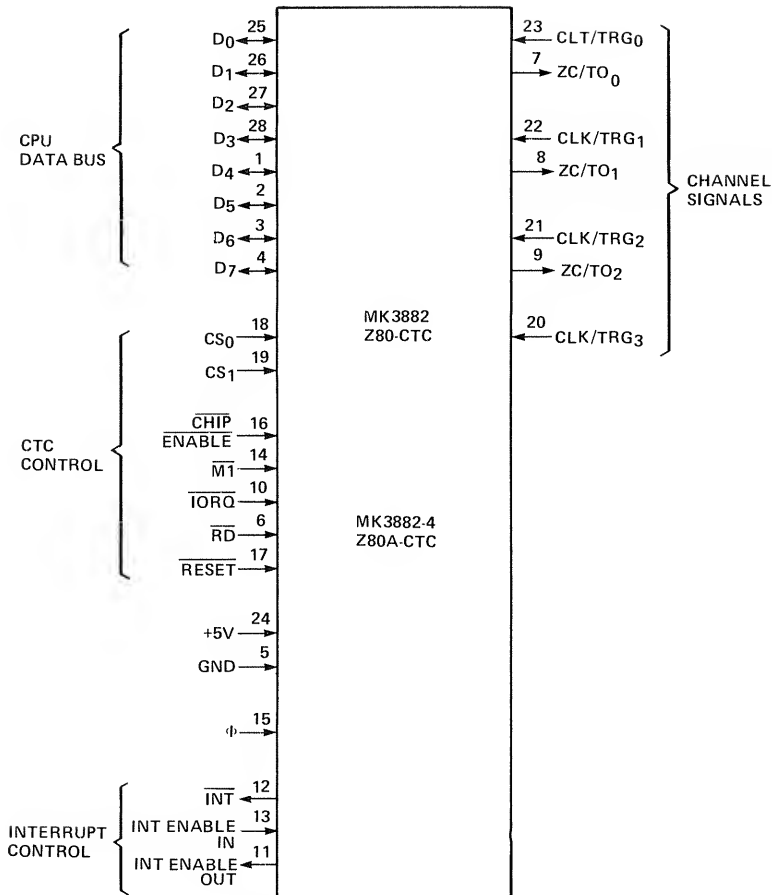 25
D0
26
D1
27
D2
28
D3
1
D4
2
D5
3
D6
4
D7
CPU
DATA BUS
18
CS0
19
CS1
CHIP
ENABLE
16
M1
14
IORQ
10
RD
6
RESET
17
CTC
CONTROL
24
+5V
5
GND
15
Φ
12
INT
13
INT ENABLE
IN
11
INT ENABLE
OUT
INTERRUPT
CONTROL
MK3882
Z80-CTC
MK3882-4
Z80A-CTC
23
CLT/TRG0
7
ZC/TO0
22
CLK/TRG1
8
ZC/TO1
21
CLK/TRG2
9
ZC/TO2
20
CLK/TRG3
CHANNEL
SIGNALS